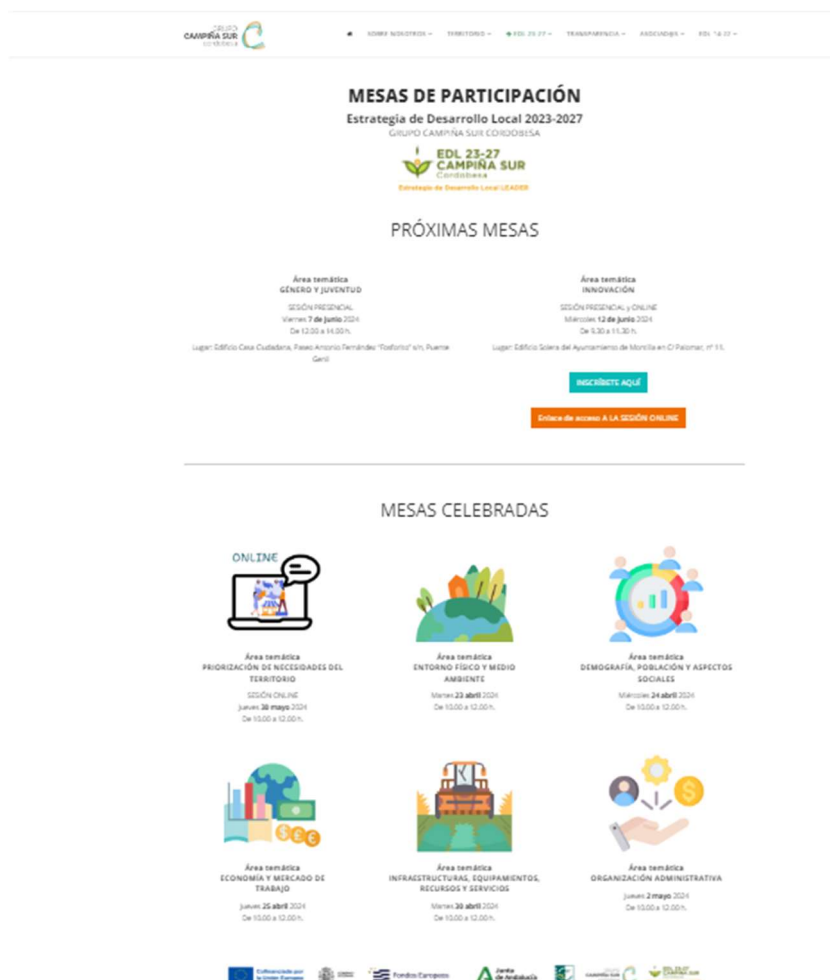 GRUPO
CAMPIÑA SUR
cordobesa
SOBRE NOSOTROS
TERRITORIO
EDL 23-27
TRANSPARENCIA
ASOCIAD@S
EDL 14-22
MESAS DE PARTICIPACIÓN
Estrategia de Desarrollo Local 2023-2027
GRUPO CAMPIÑA SUR CORDOBESA
EDL 23-27
CAMPIÑA SUR
Cordobesa
Estrategia de Desarrollo Local LEADER
PRÓXIMAS MESAS
Área temática
GÉNERO Y JUVENTUD
SESIÓN PRESENCIAL
Viernes 7 de junio 2024
De 12.00 a 14.00 h.
Lugar: Edificio Casa Ciudadana, Paseo Antonio Fernández "Fosforito" s/n, Puente
Genil
Área temática
INNOVACIÓN
SESIÓN PRESENCIAL y ONLINE
Miércoles 12 de junio 2024
De 9.30 a 11.30 h.
Lugar: Edificio Solera del Ayuntamiento de Montilla en C/ Palomar, nº 11.
INSCRÍBETE AQUÍ
Enlace de acceso A LA SESIÓN ONLINE
MESAS CELEBRADAS
ONLINE
Área temática
PRIORIZACIÓN DE NECESIDADES DEL
TERRITORIO
SESIÓN ONLINE
Jueves 30 mayo 2024
De 10.00 a 12.00 h.
Área temática
ENTORNO FÍSICO Y MEDIO
AMBIENTE
Martes 23 abril 2024
De 10.00 a 12.00 h.
Área temática
DEMOGRAFÍA, POBLACIÓN Y ASPECTOS
SOCIALES
Miércoles 24 abril 2024
De 10.00 a 12.00 h.
Área temática
ECONOMÍA Y MERCADO DE
TRABAJO
Jueves 25 abril 2024
De 10.00 a 12.00 h.
Área temática
INFRAESTRUCTURAS, EQUIPAMIENTOS,
RECURSOS Y SERVICIOS
Martes 30 abril 2024
De 10.00 a 12.00 h.
Área temática
ORGANIZACIÓN ADMINISTRATIVA
Jueves 2 mayo 2024
De 10.00 a 12.00 h.
Cofinanciado por
la Unión Europea
Fondos Europeos
Junta
de Andalucía
CAMPIÑA SUR
EDL 23-27
CAMPIÑA SUR